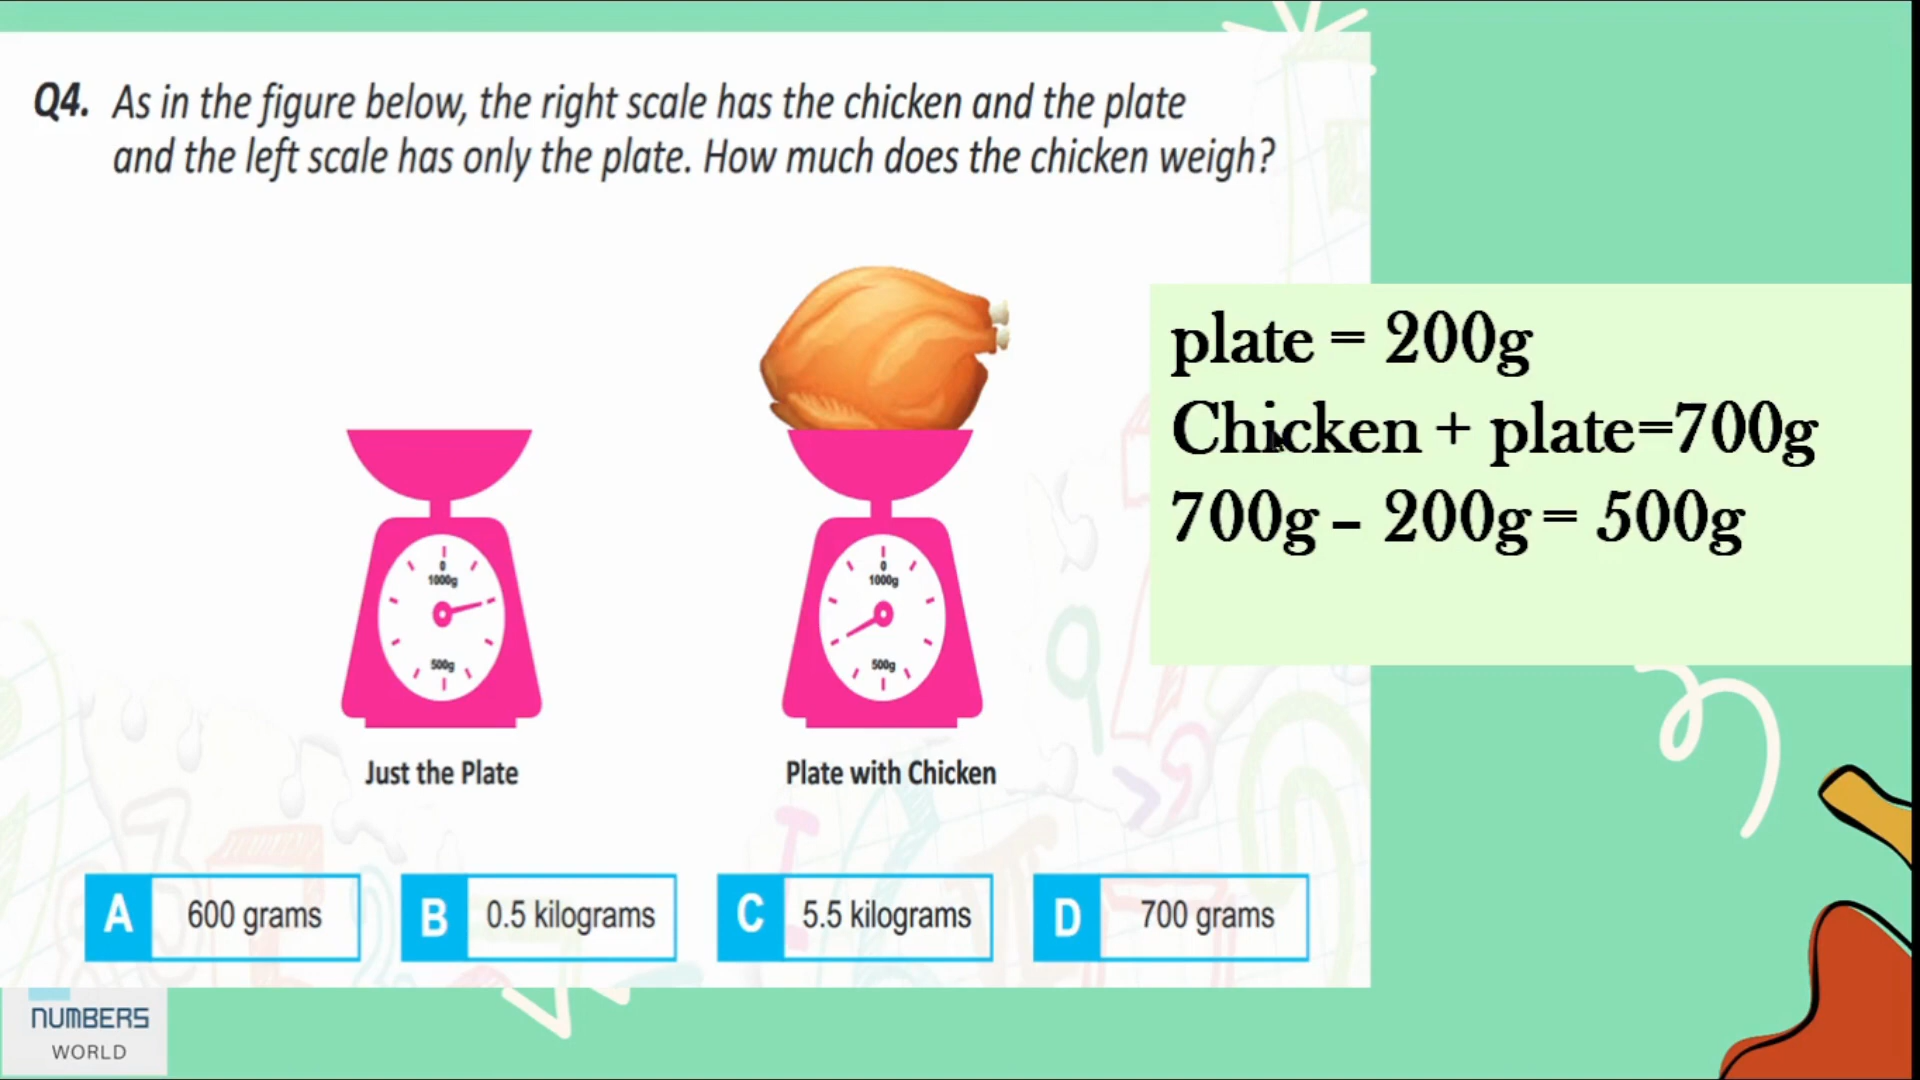 Q4. As in the figure below, the right scale has the chicken and the plate
and the left scale has only the plate. How much does the chicken weigh?
plate = 200g
Chicken + plate=700g
700g - 200g = 500g
0
1000g
500g
0
1000g
500g
Just the Plate
Plate with Chicken
A 600 grams
B 0.5 kilograms
C 5.5 kilograms
D 700 grams
NUMBERS
WORLD